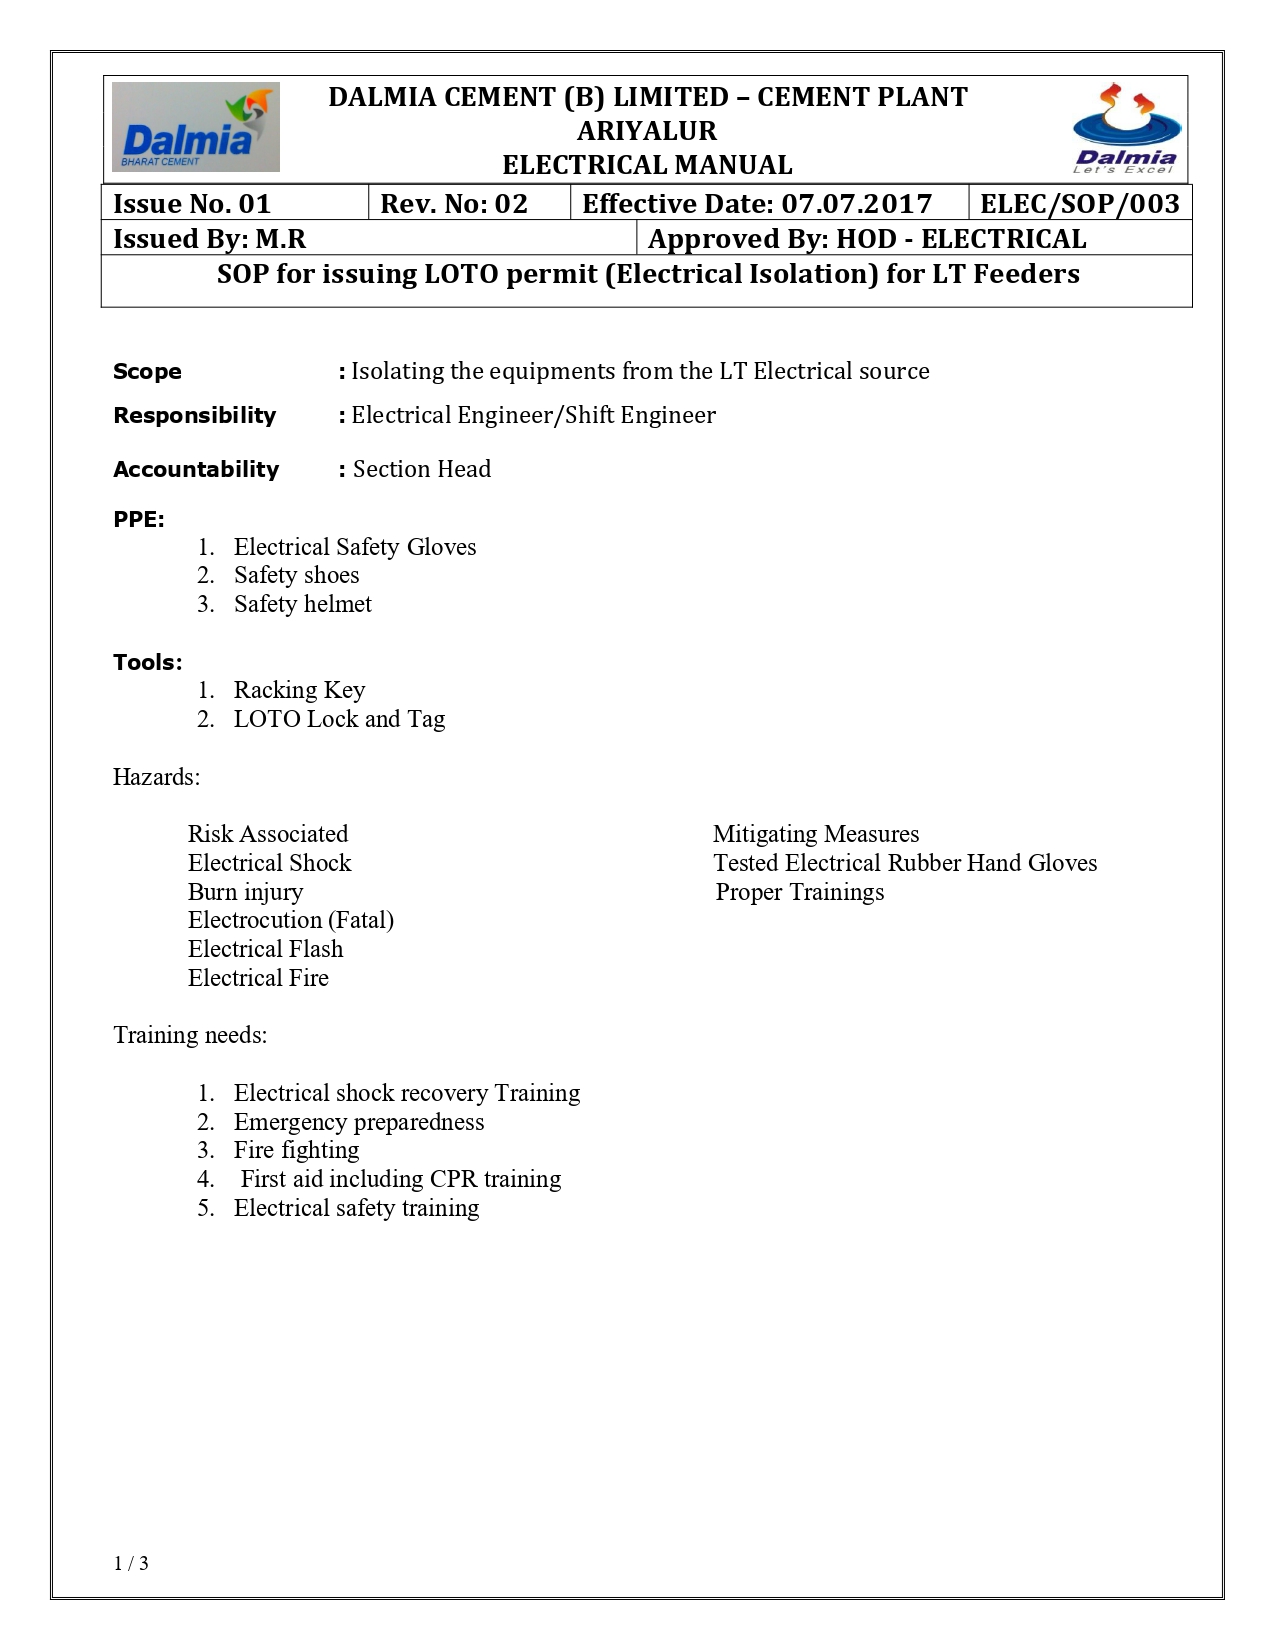 Dalmia
BHARAT CEMENT
DALMIA CEMENT (B) LIMITED – CEMENT PLANT
ARIYALUR
ELECTRICAL MANUAL
Dalmia
Let's Excel
Issue No. 01 Rev. No: 02 Effective Date: 07.07.2017 ELEC/SOP/003
Issued By: M.R Approved By: HOD - ELECTRICAL
SOP for issuing LOTO permit (Electrical Isolation) for LT Feeders
Scope : Isolating the equipments from the LT Electrical source
Responsibility : Electrical Engineer/Shift Engineer
Accountability : Section Head
PPE:
1. Electrical Safety Gloves
2. Safety shoes
3. Safety helmet
Tools:
1. Racking Key
2. LOTO Lock and Tag
Hazards:
Risk Associated Mitigating Measures
Electrical Shock Tested Electrical Rubber Hand Gloves
Burn injury Proper Trainings
Electrocution (Fatal)
Electrical Flash
Electrical Fire
Training needs:
1. Electrical shock recovery Training
2. Emergency preparedness
3. Fire fighting
4. First aid including CPR training
5. Electrical safety training
1 / 3